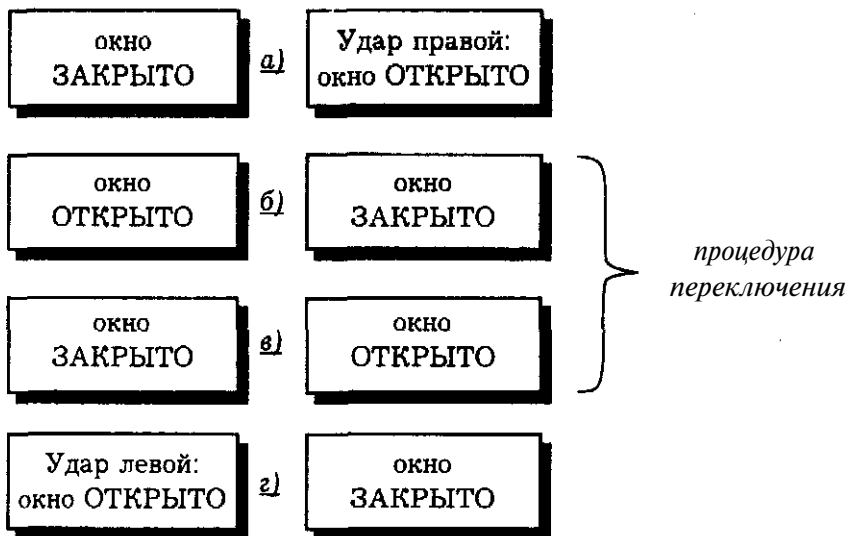 окно
ЗАКРЫТО
а)
Удар правой:
окно ОТКРЫТО
окно
ОТКРЫТО
б)
окно
ЗАКРЫТО
окно
ЗАКРЫТО
в)
окно
ОТКРЫТО
процедура
переключения
Удар левой:
окно ОТКРЫТО
г)
окно
ЗАКРЫТО